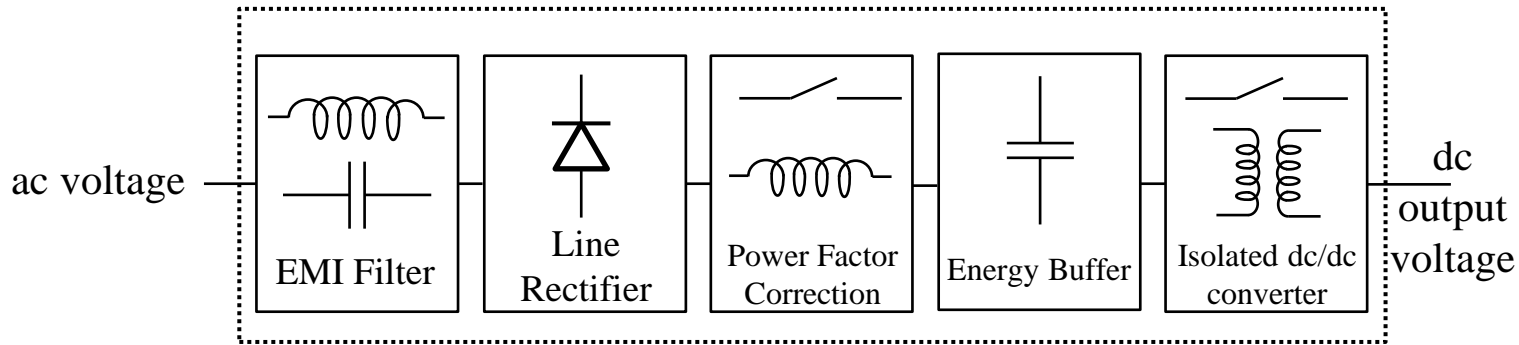 ac voltage
EMI Filter
Line
Rectifier
Power Factor
Correction
Energy Buffer
Isolated dc/dc
converter
dc
output
voltage